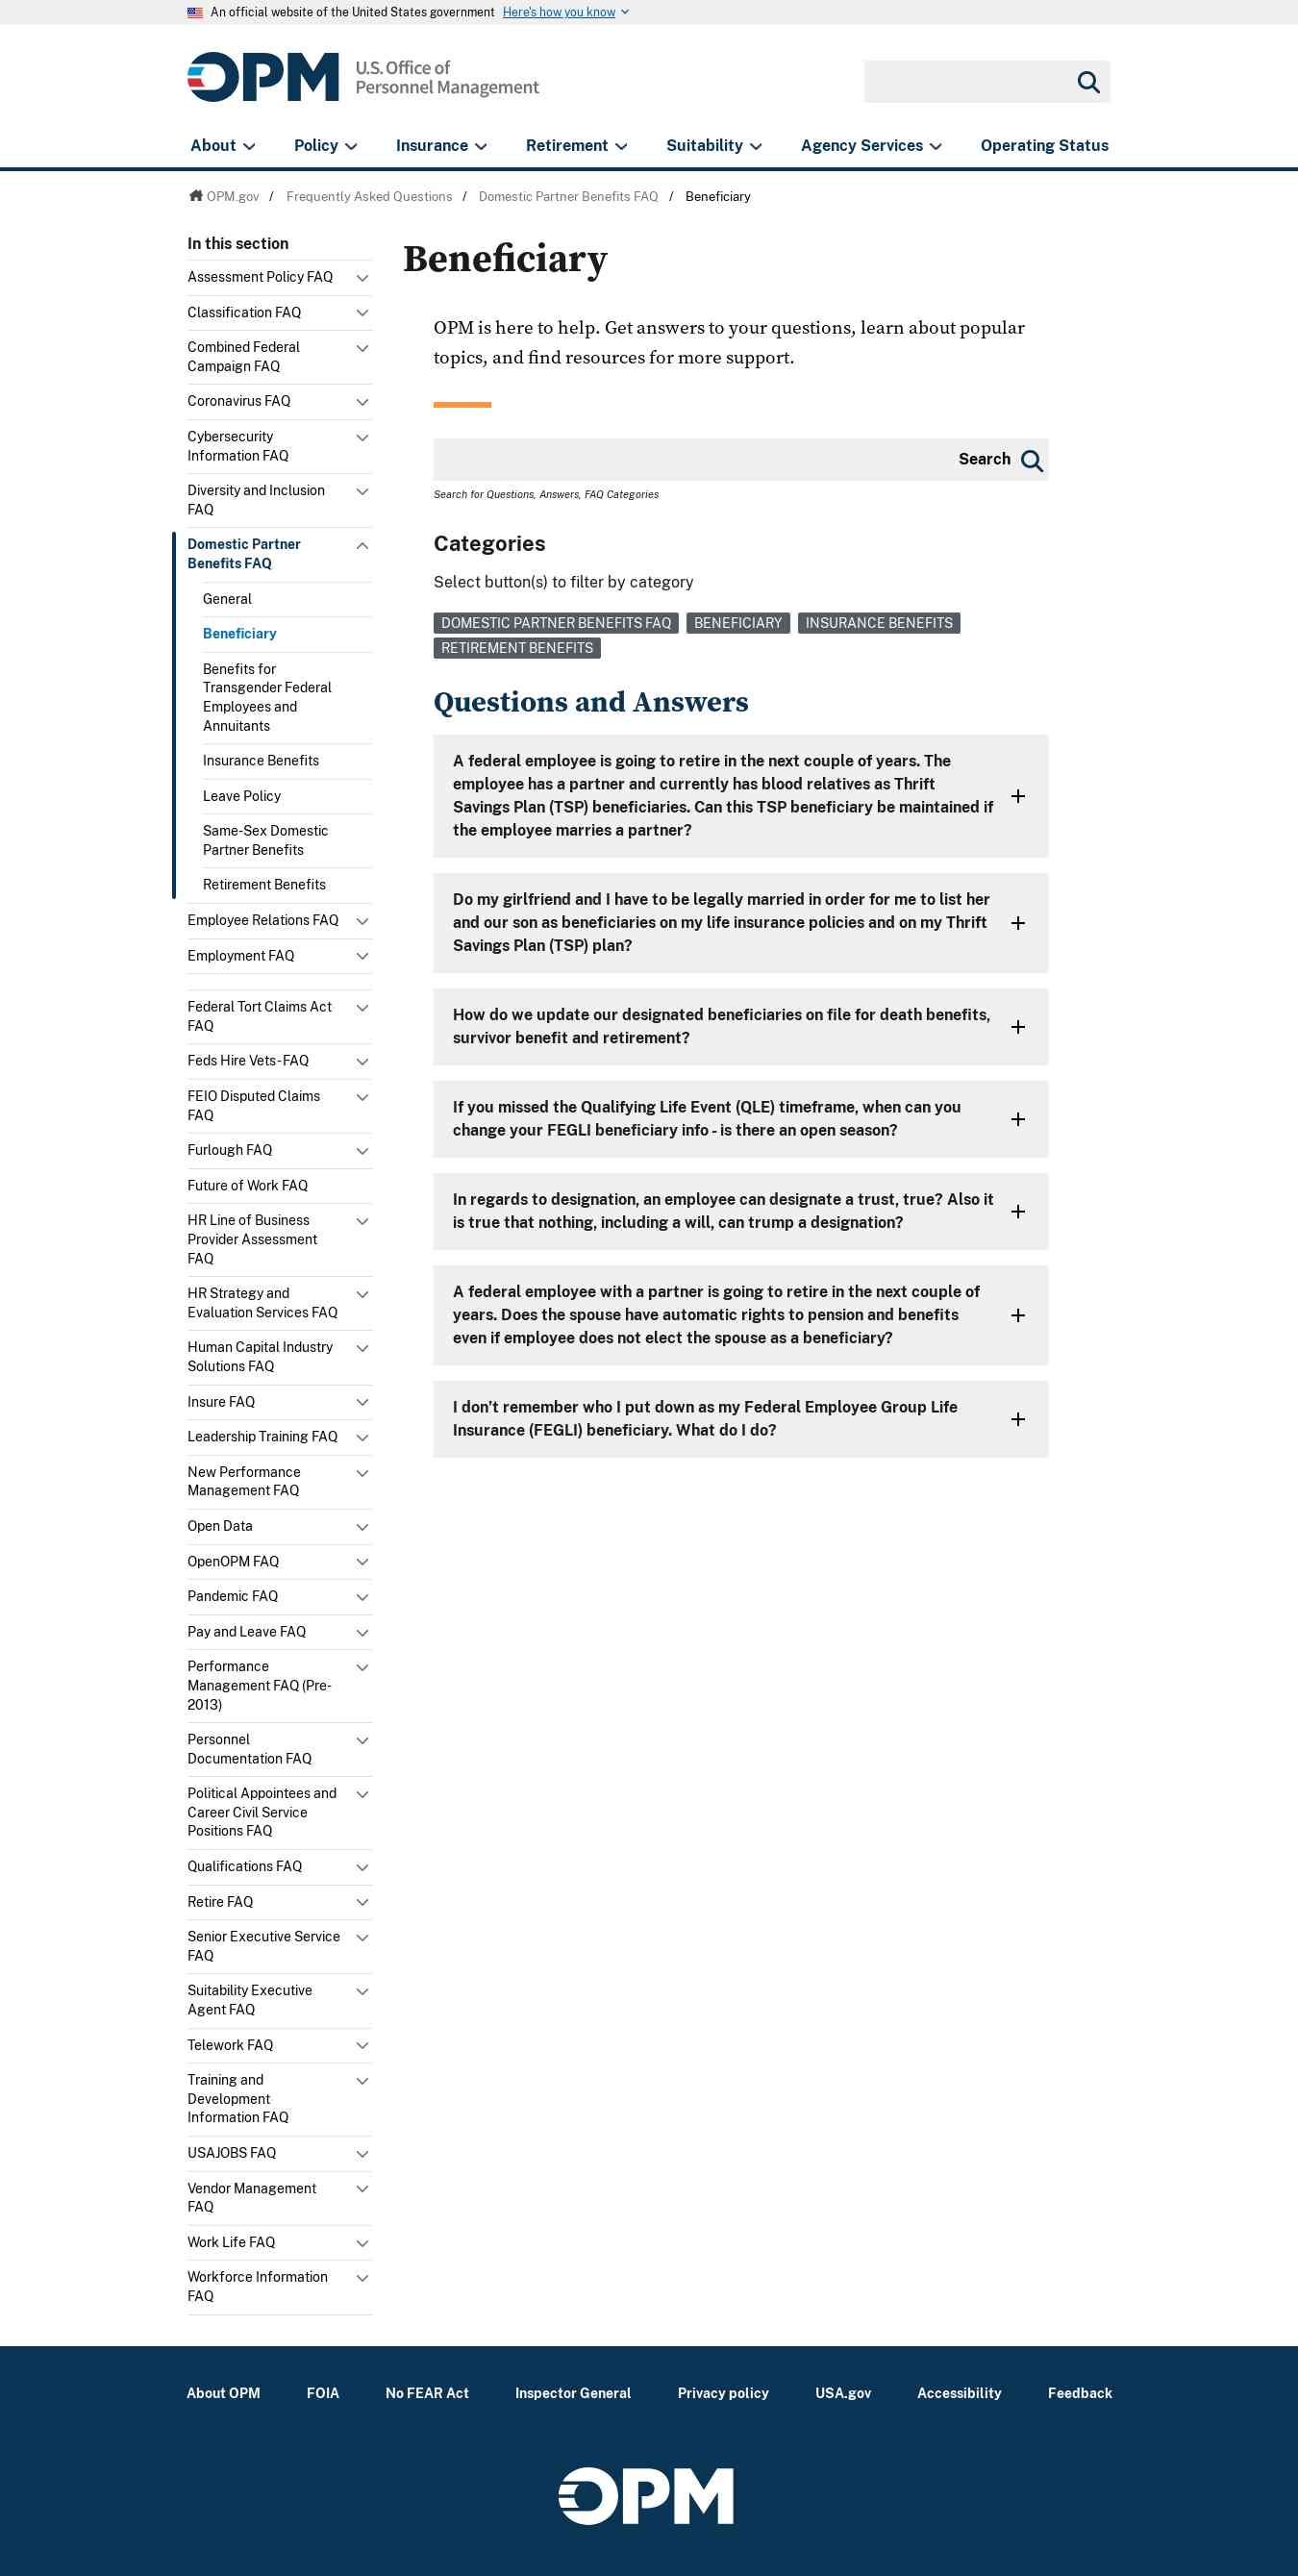 An official website of the United States government Here's how you know
OPM U.S. Office of
Personnel Management
About Policy Insurance Retirement Suitability Agency Services Operating Status
OPM.gov / Frequently Asked Questions / Domestic Partner Benefits FAQ / Beneficiary
In this section
Assessment Policy FAQ
Classification FAQ
Combined Federal
Campaign FAQ
Coronavirus FAQ
Cybersecurity
Information FAQ
Diversity and Inclusion
FAQ
Domestic Partner
Benefits FAQ
General
Beneficiary
Benefits for
Transgender Federal
Employees and
Annuitants
Insurance Benefits
Leave Policy
Same-Sex Domestic
Partner Benefits
Retirement Benefits
Employee Relations FAQ
Employment FAQ
Federal Tort Claims Act
FAQ
Feds Hire Vets-FAQ
FEIO Disputed Claims
FAQ
Furlough FAQ
Future of Work FAQ
HR Line of Business
Provider Assessment
FAQ
HR Strategy and
Evaluation Services FAQ
Human Capital Industry
Solutions FAQ
Insure FAQ
Leadership Training FAQ
New Performance
Management FAQ
Open Data
OpenOPM FAQ
Pandemic FAQ
Pay and Leave FAQ
Performance
Management FAQ (Pre-
2013)
Personnel
Documentation FAQ
Political Appointees and
Career Civil Service
Positions FAQ
Qualifications FAQ
Retire FAQ
Senior Executive Service
FAQ
Suitability Executive
Agent FAQ
Telework FAQ
Training and
Development
Information FAQ
USAJOBS FAQ
Vendor Management
FAQ
Work Life FAQ
Workforce Information
FAQ
Beneficiary
OPM is here to help. Get answers to your questions, learn about popular
topics, and find resources for more support.
Search
Search for Questions, Answers, FAQ Categories
Categories
Select button(s) to filter by category
DOMESTIC PARTNER BENEFITS FAQ BENEFICIARY INSURANCE BENEFITS
RETIREMENT BENEFITS
Questions and Answers
A federal employee is going to retire in the next couple of years. The
employee has a partner and currently has blood relatives as Thrift
Savings Plan (TSP) beneficiaries. Can this TSP beneficiary be maintained if
the employee marries a partner?
Do my girlfriend and I have to be legally married in order for me to list her
and our son as beneficiaries on my life insurance policies and on my Thrift
Savings Plan (TSP) plan?
How do we update our designated beneficiaries on file for death benefits,
survivor benefit and retirement?
If you missed the Qualifying Life Event (QLE) timeframe, when can you
change your FEGLI beneficiary info - is there an open season?
In regards to designation, an employee can designate a trust, true? Also it
is true that nothing, including a will, can trump a designation?
A federal employee with a partner is going to retire in the next couple of
years. Does the spouse have automatic rights to pension and benefits
even if employee does not elect the spouse as a beneficiary?
I don't remember who I put down as my Federal Employee Group Life
Insurance (FEGLI) beneficiary. What do I do?
About OPM FOIA No FEAR Act Inspector General Privacy policy USA.gov Accessibility Feedback
OPM